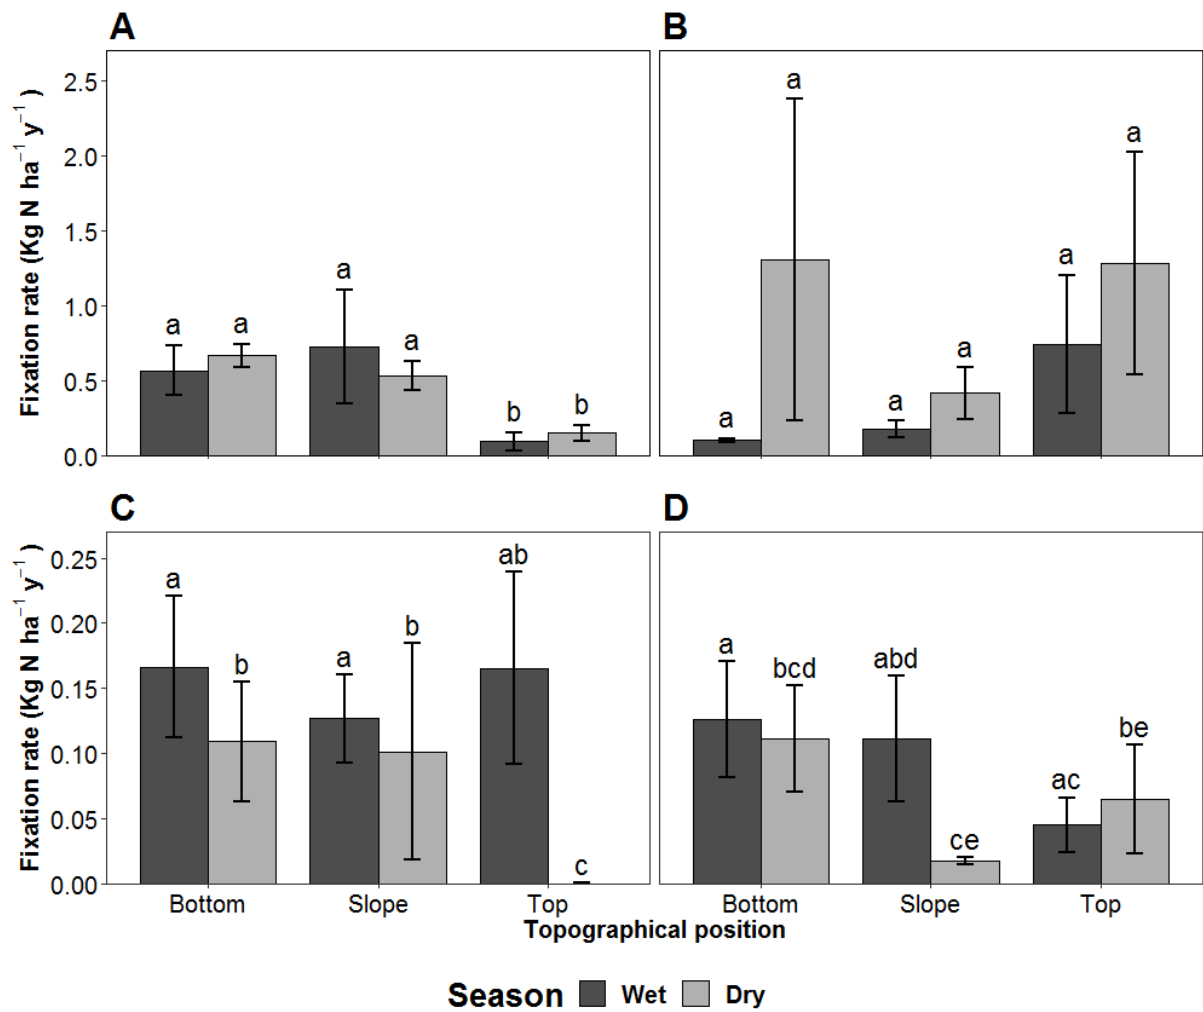 A
B
Fixation rate (Kg N ha⁻¹ y⁻¹)
2.5
2.0
1.5
1.0
0.5
0.0
a a a a b b
a a a a a a
C
D
Fixation rate (Kg N ha⁻¹ y⁻¹)
0.25
0.20
0.15
0.10
0.05
0.00
a b a b ab c
a bcd abd ce ac be
Bottom Slope Top
Bottom Slope Top
Topographical position
Season Wet Dry